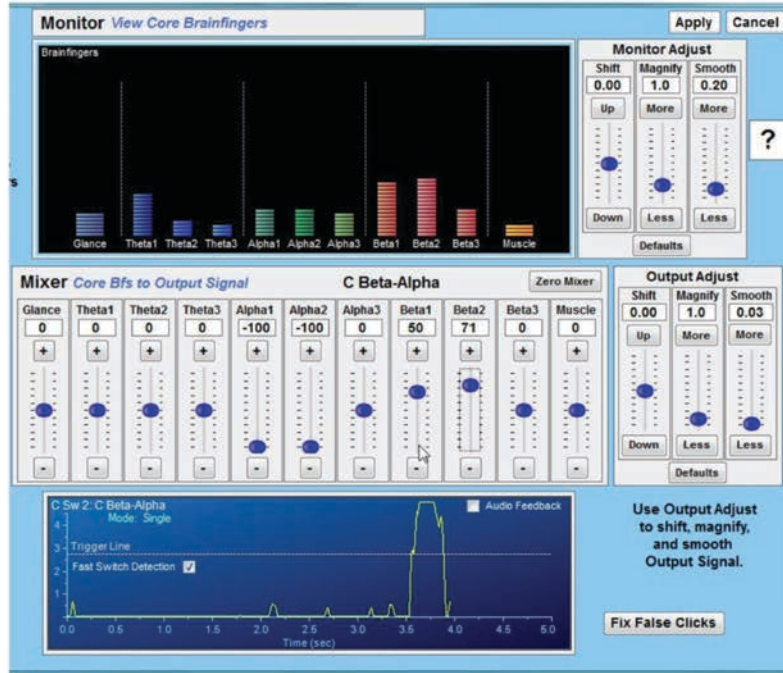 Monitor View Core Brainfingers
Apply Cancel
Brainfingers
Glance Theta1 Theta2 Theta3 Alpha1 Alpha2 Alpha3 Beta1 Beta2 Beta3 Muscle
Monitor Adjust
Shift Magnify Smooth
0.00 1.0 0.20
Up More More
Down Less Less
Defaults
?
Mixer Core Bfs to Output Signal C Beta-Alpha Zero Mixer
Glance Theta1 Theta2 Theta3 Alpha1 Alpha2 Alpha3 Beta1 Beta2 Beta3 Muscle
0 0 0 0 -100 -100 0 50 71 0 0
+ + + + + + + + + + +
- - - - - - - - - - -
Output Adjust
Shift Magnify Smooth
0.00 1.0 0.03
Up More More
Down Less Less
Defaults
C Sw 2: C Beta-Alpha
Mode: Single
Audio Feedback
4
3
Trigger Line
2
Fast Switch Detection
1
0.0 0.5 1.0 1.5 2.0 2.5 3.0 3.5 4.0 4.5 5.0
Time (sec)
Use Output Adjust
to shift, magnify,
and smooth
Output Signal.
Fix False Clicks